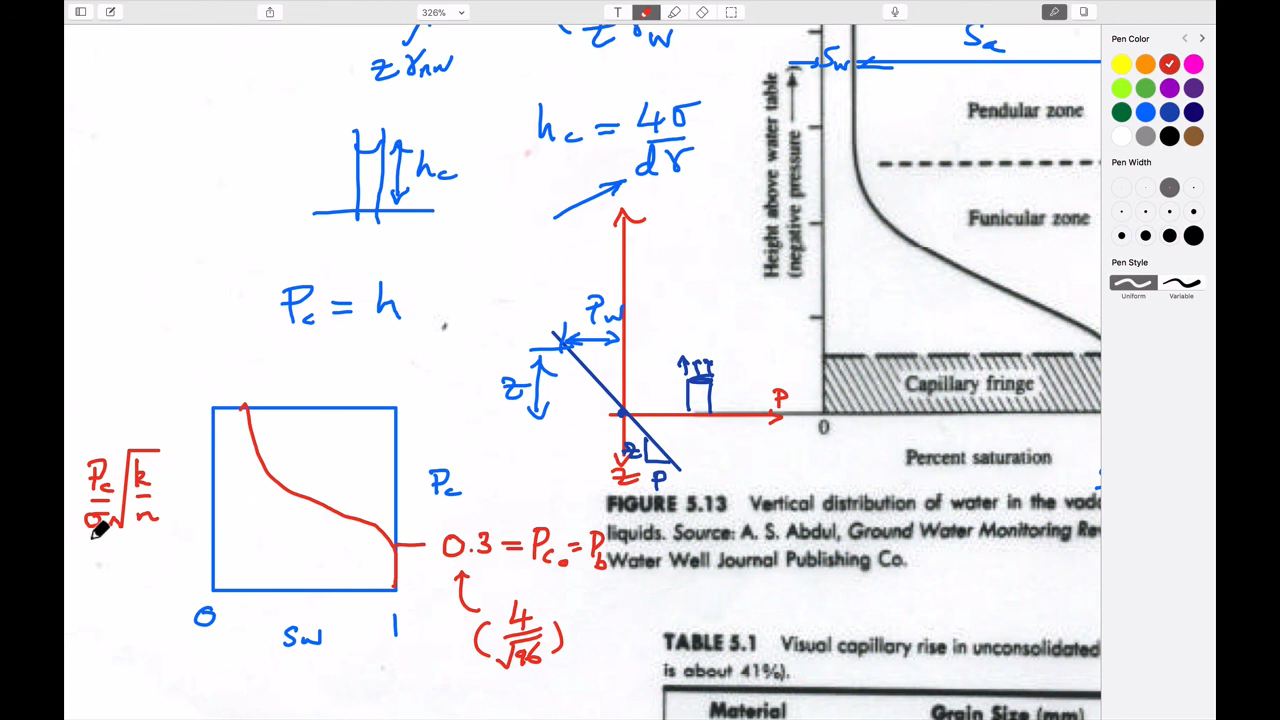 326%
T
Pen Color
Pen Width
Pen Style
Uniform
Variable
z γnw
z γw
Sw
Sa
hc = 4σ / dγ
hc
Pc = h
Pw
z
P
z
z
P
Height above water table
(negative pressure)
Pendular zone
Funicular zone
Capillary fringe
0
Percent saturation
Pc/σ √k/n
Pc
0.3 = Pc. = Pb
(4/√96)
0
Sw
1
FIGURE 5.13 Vertical distribution of water in the vado
liquids. Source: A. S. Abdul, Ground Water Monitoring Rev
Water Well Journal Publishing Co.
TABLE 5.1 Visual capillary rise in unconsolidated
is about 41%).
Material
Grain Size (mm)